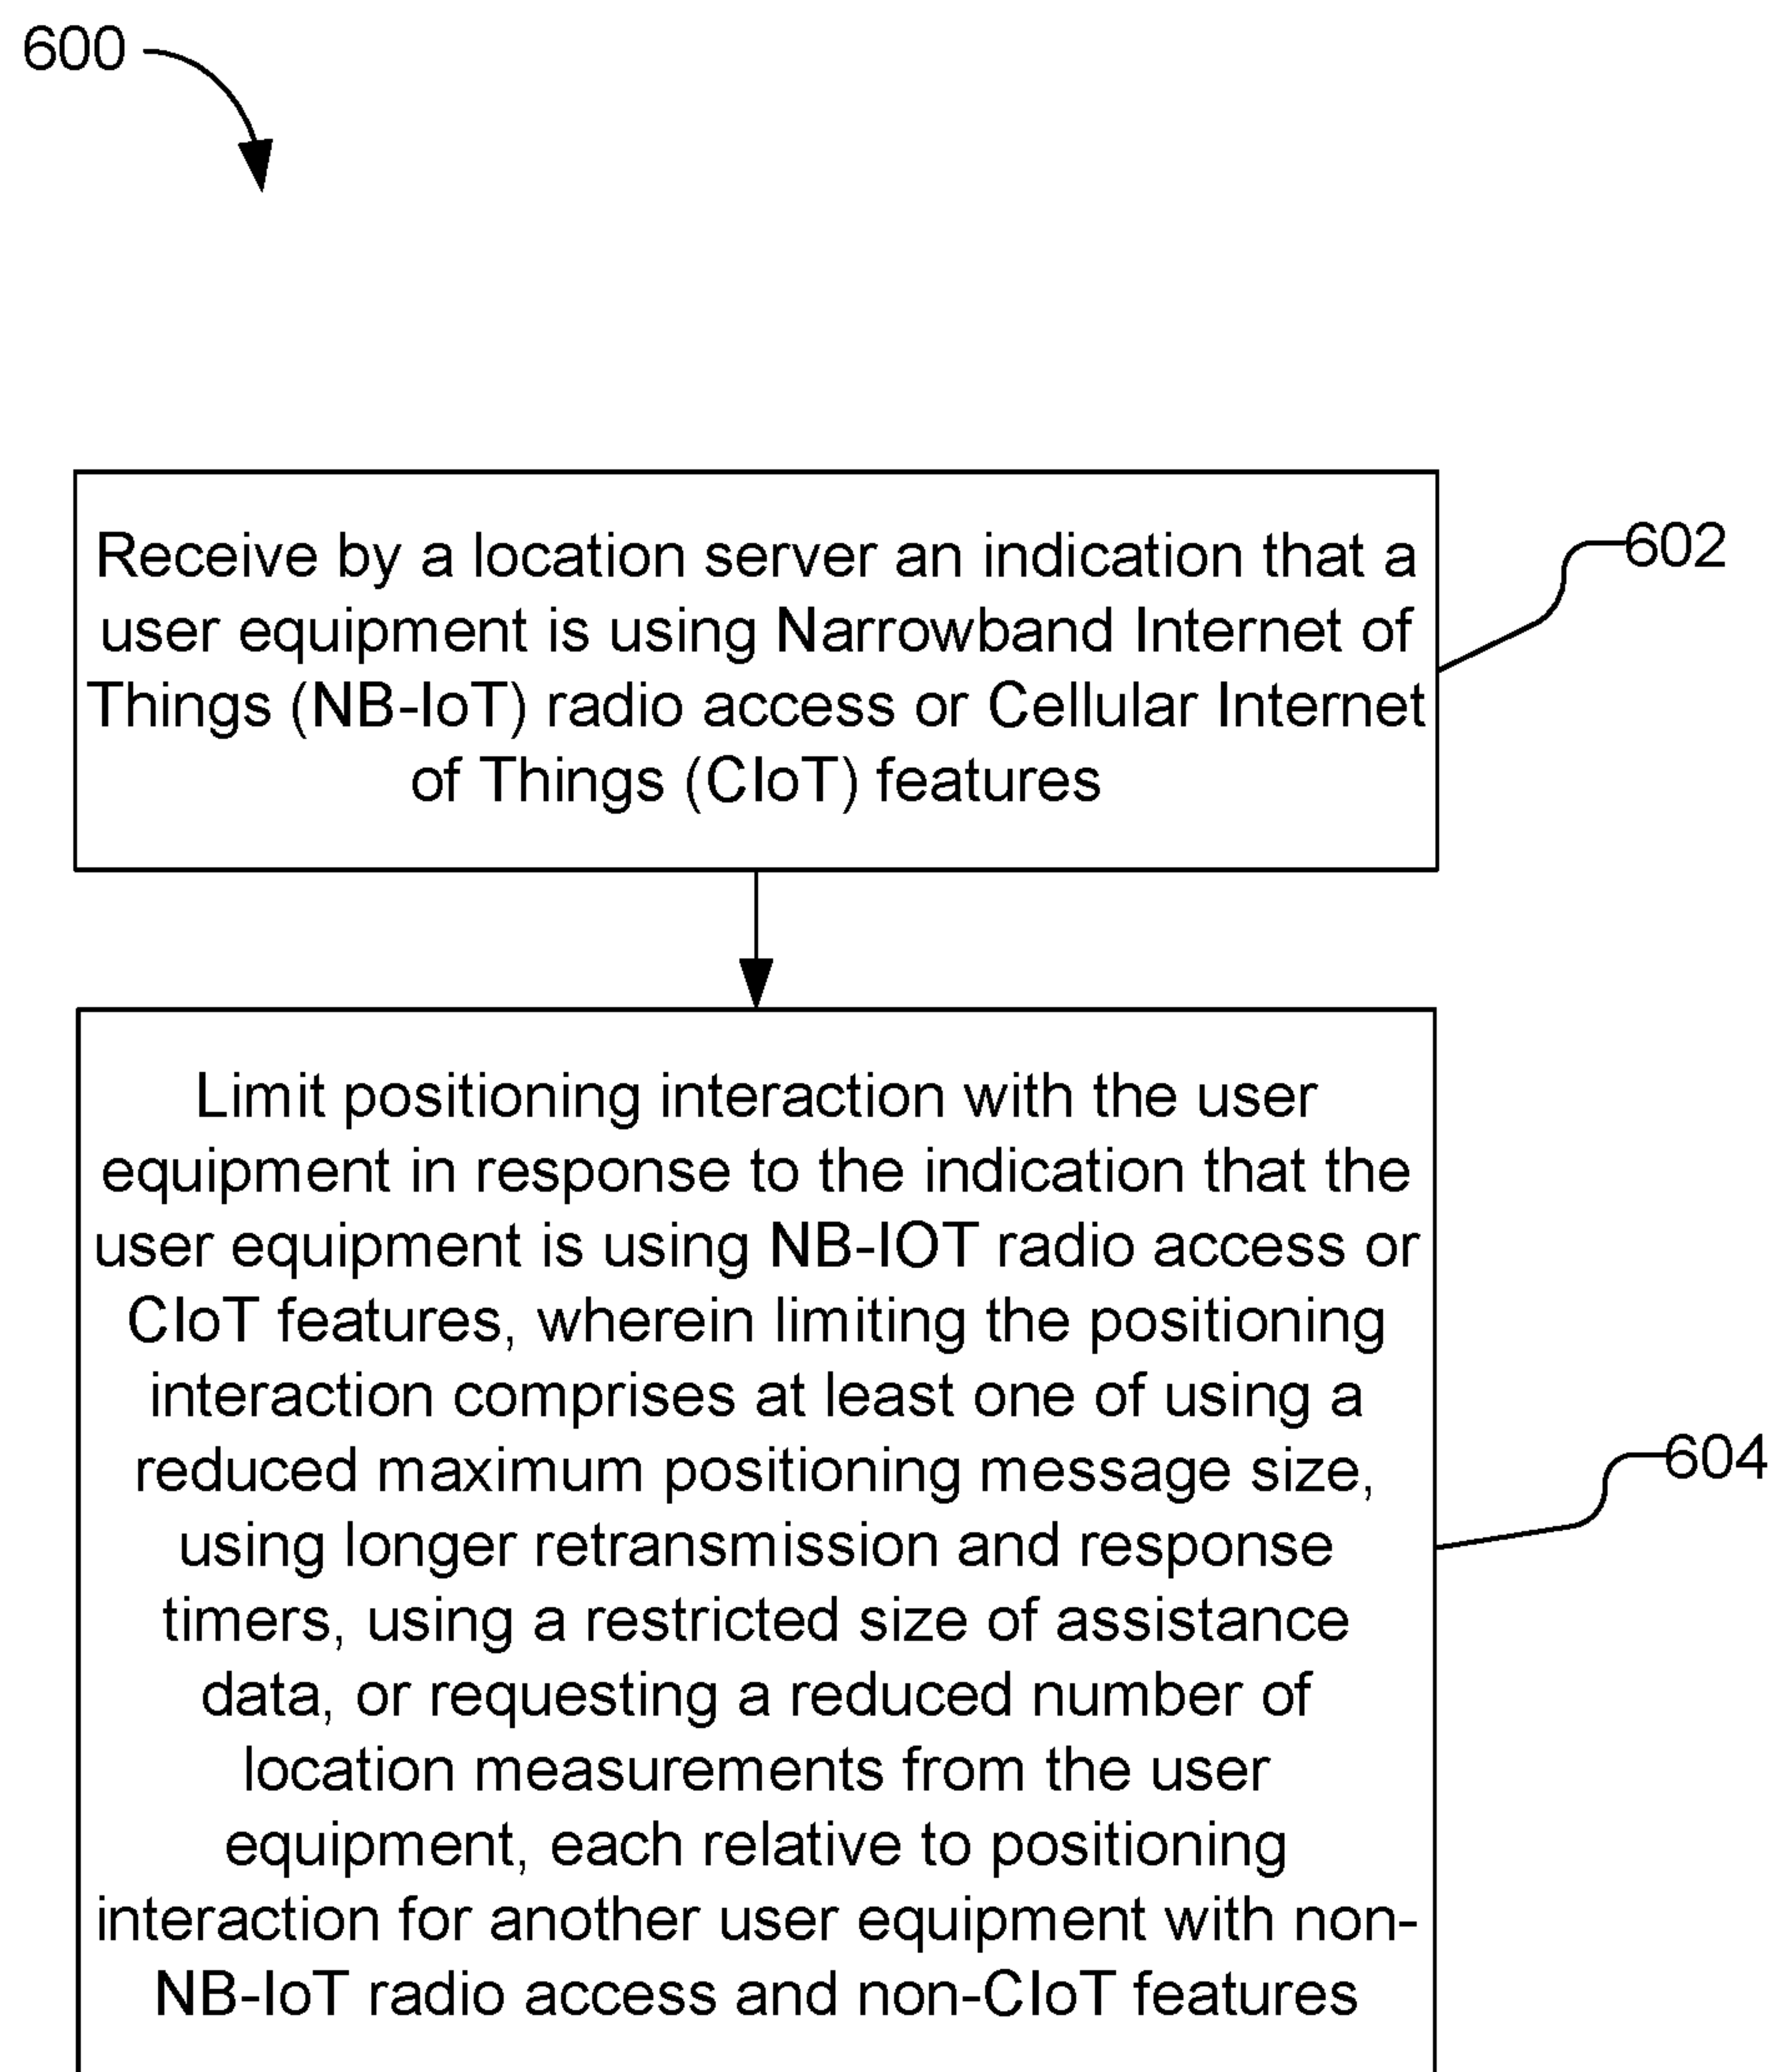 600
Receive by a location server an indication that a
user equipment is using Narrowband Internet of
Things (NB-IoT) radio access or Cellular Internet
of Things (CIoT) features
602
Limit positioning interaction with the user
equipment in response to the indication that the
user equipment is using NB-IOT radio access or
CIoT features, wherein limiting the positioning
interaction comprises at least one of using a
reduced maximum positioning message size,
using longer retransmission and response
timers, using a restricted size of assistance
data, or requesting a reduced number of
location measurements from the user
equipment, each relative to positioning
interaction for another user equipment with non-
NB-IoT radio access and non-CIoT features
604